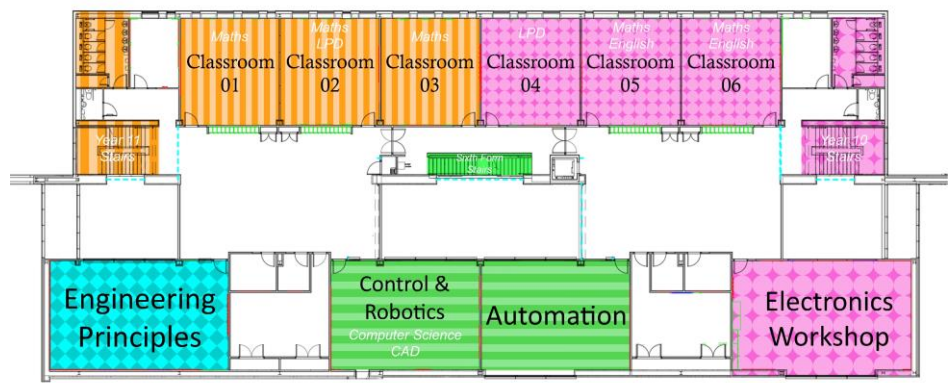 Maths
Classroom
01
Maths
LPD
Classroom
02
Maths
Classroom
03
LPD
Classroom
04
Maths
English
Classroom
05
Maths
English
Classroom
06
Year 11
Stairs
Sixth Form
Stairs
Year 10
Stairs
Engineering
Principles
Control &
Robotics
Computer Science
CAD
Automation
Electronics
Workshop